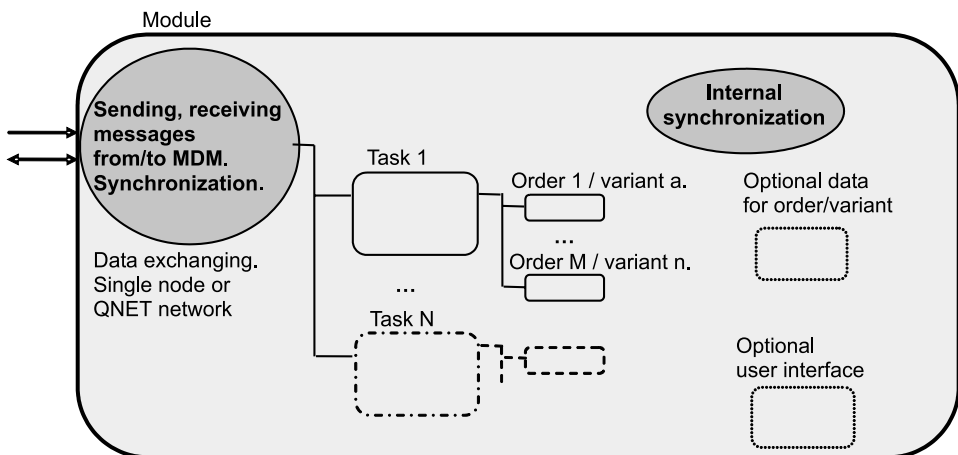 Module
Sending, receiving
messages
from/to MDM.
Synchronization.
Data exchanging.
Single node or
QNET network
Task 1
...
Task N
Order 1 / variant a.
...
Order M / variant n.
Internal
synchronization
Optional data
for order/variant
Optional
user interface